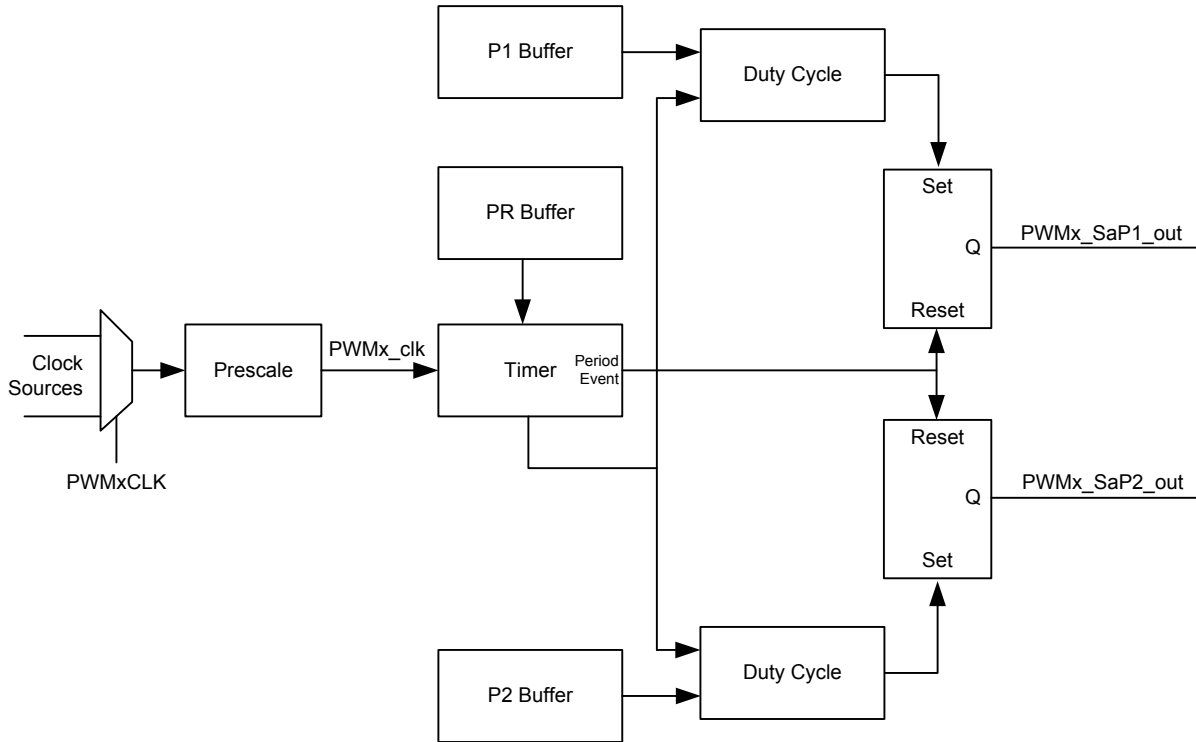 P1 Buffer
Duty Cycle
PR Buffer
Set
Q
Reset
PWMx_SaP1_out
Clock
Sources
PWMxCLK
Prescale
PWMx_clk
Timer
Period
Event
Reset
Q
Set
PWMx_SaP2_out
P2 Buffer
Duty Cycle